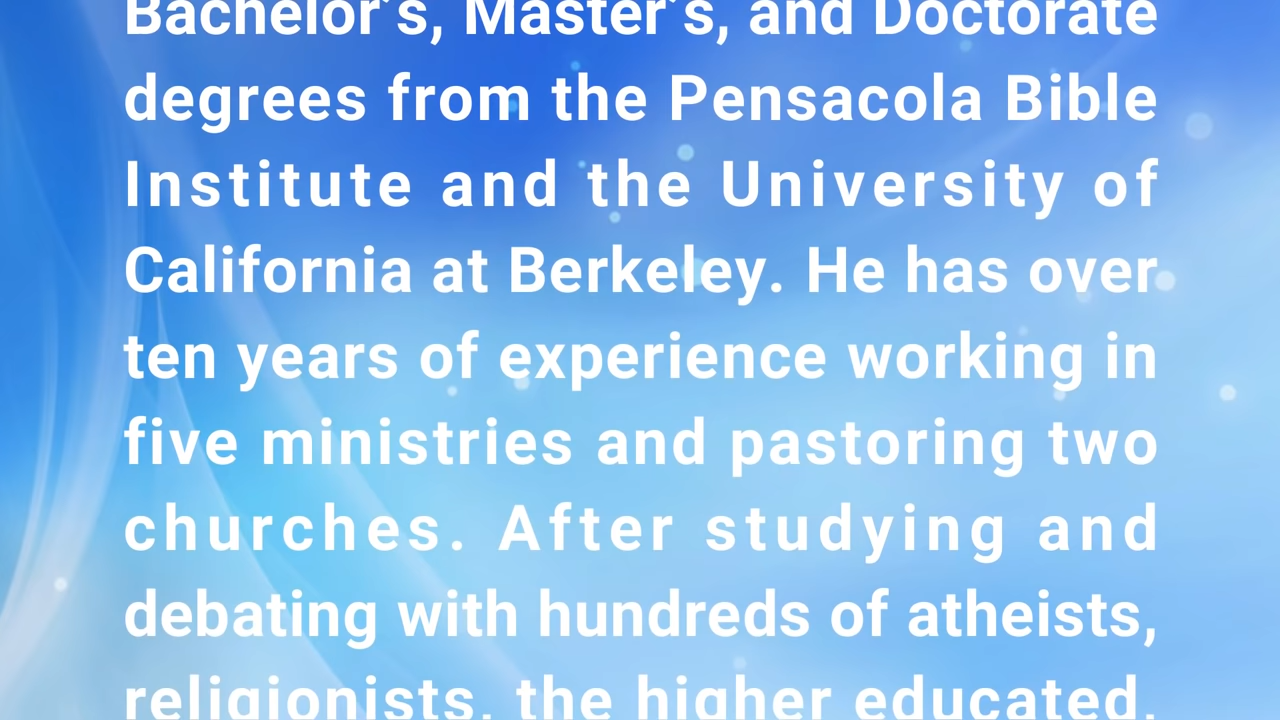 Bachelor's, Master's, and Doctorate
degrees from the Pensacola Bible
Institute and the University of
California at Berkeley. He has over
ten years of experience working in
five ministries and pastoring two
churches. After studying and
debating with hundreds of atheists,
religionists, the higher educated,